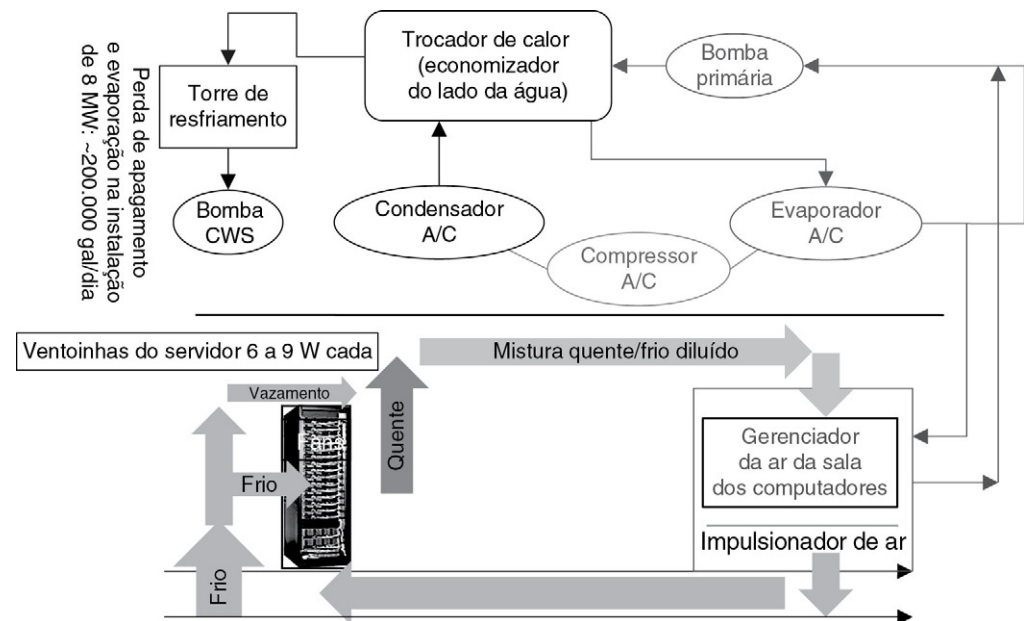 Perda de apagamento
e evaporação na instalação
de 8 MW: ~200.000 gal/dia
Torre de
resfriamento
Trocador de calor
(economizador
do lado da água)
Bomba
primária
Bomba
CWS
Condensador
A/C
Evaporador
A/C
Compressor
A/C
Ventoinhas do servidor 6 a 9 W cada
Mistura quente/frio diluído
Vazamento
Quente
Frio
Frio
Gerenciador
da ar da sala
dos computadores
Impulsionador de ar